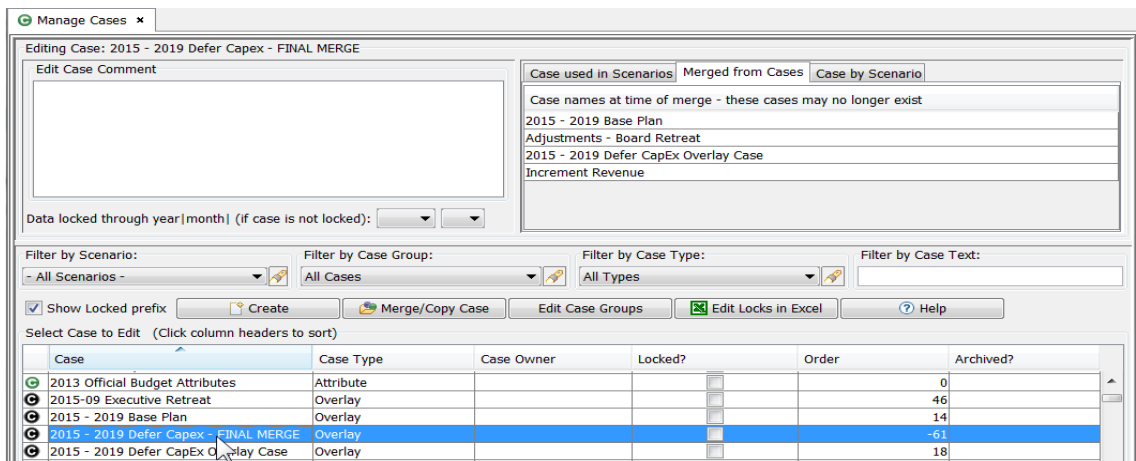 Manage Cases ×
Editing Case: 2015 - 2019 Defer Capex - FINAL MERGE
Edit Case Comment
Case used in Scenarios Merged from Cases Case by Scenario
Case names at time of merge - these cases may no longer exist
2015 - 2019 Base Plan
Adjustments - Board Retreat
2015 - 2019 Defer CapEx Overlay Case
Increment Revenue
Data locked through year|month| (if case is not locked):
Filter by Scenario: Filter by Case Group: Filter by Case Type: Filter by Case Text:
- All Scenarios - All Cases All Types
Show Locked prefix Create Merge/Copy Case Edit Case Groups Edit Locks in Excel Help
Select Case to Edit (Click column headers to sort)
Case Case Type Case Owner Locked? Order Archived?
2013 Official Budget Attributes Attribute 0
2015-09 Executive Retreat Overlay 46
2015 - 2019 Base Plan Overlay 14
2015 - 2019 Defer Capex - FINAL MERGE Overlay -61
2015 - 2019 Defer CapEx Overlay Case Overlay 18